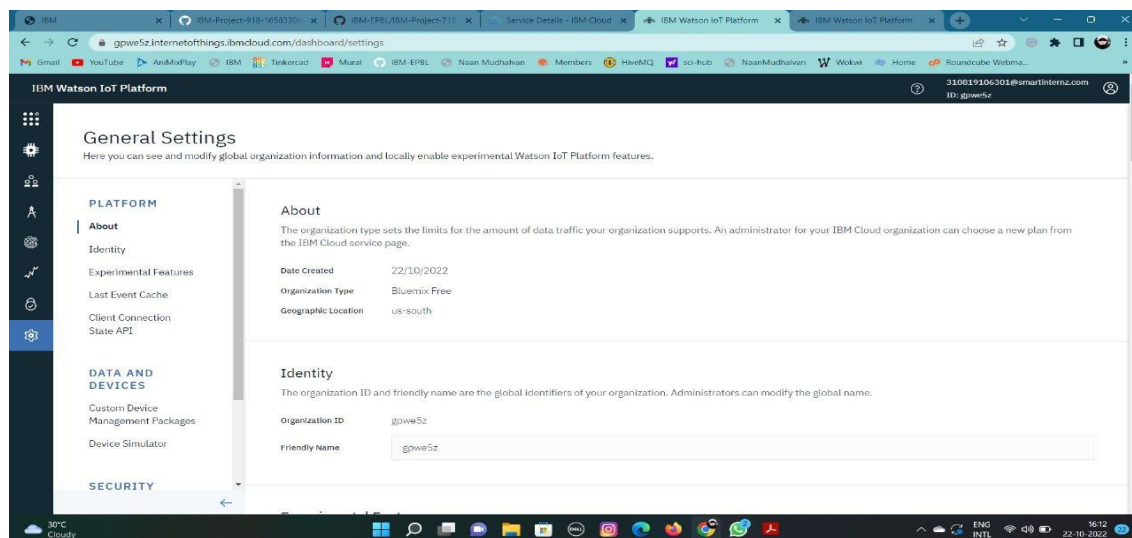 IBM
IBM-Project-918-1658330
IBM-EPBL/IBM-Project-718
Service Details - IBM Cloud
IBM Watson IoT Platform
IBM Watson IoT Platform
gpwe5z.internetofthings.ibmcloud.com/dashboard/settings
Gmail YouTube AniMixPlay IBM Tinkercad Mural IBM-EPBL Naan Mudhalvan Members HiveMQ sci-hub NaanMudhalvan Wokwi Home Roundcube Webma...
IBM Watson IoT Platform
310819106301@smartinternz.com
ID: gpwe5z
General Settings
Here you can see and modify global organization information and locally enable experimental Watson IoT Platform features.
PLATFORM
About
Identity
Experimental Features
Last Event Cache
Client Connection
State API
DATA AND
DEVICES
Custom Device
Management Packages
Device Simulator
SECURITY
About
The organization type sets the limits for the amount of data traffic your organization supports. An administrator for your IBM Cloud organization can choose a new plan from
the IBM Cloud service page.
Date Created 22/10/2022
Organization Type Bluemix Free
Geographic Location us-south
Identity
The organization ID and friendly name are the global identifiers of your organization. Administrators can modify the global name.
Organization ID gpwe5z
Friendly Name gpwe5z
30°C
Cloudy
ENG
INTL
16:12
22-10-2022